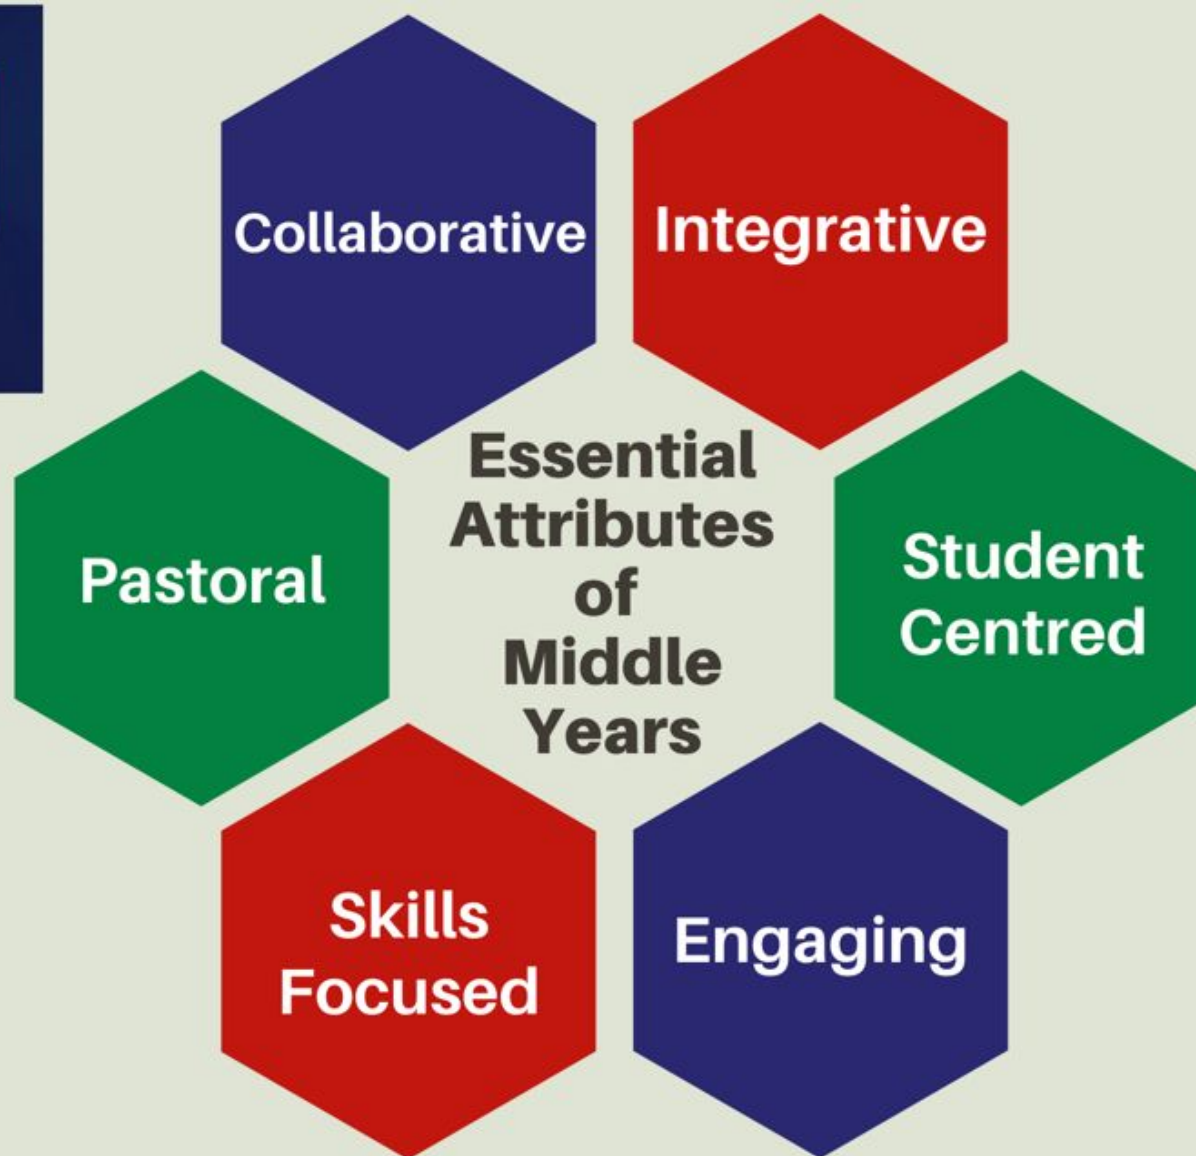 Collaborative
Integrative
Essential
Attributes
of
Middle
Years
Pastoral
Student
Centred
Skills
Focused
Engaging